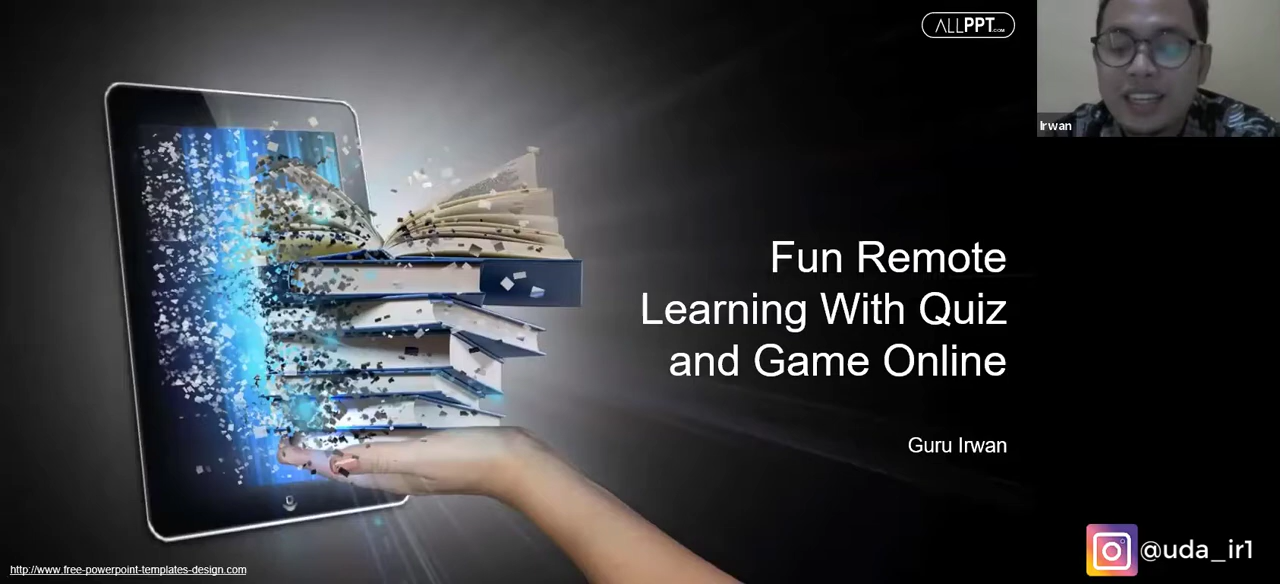 ALLPPT.COM
Irwan
Fun Remote
Learning With Quiz
and Game Online
Guru Irwan
@uda_ir1
http://www.free-powerpoint-templates-design.com